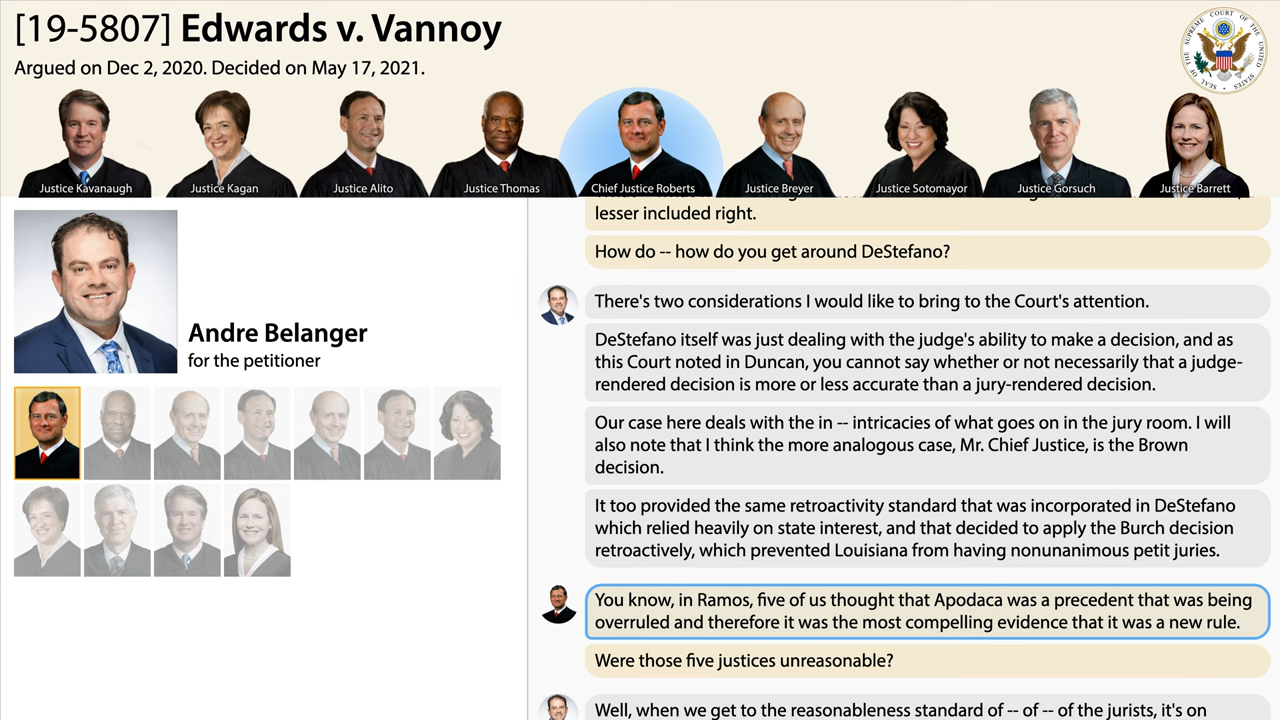 [19-5807] Edwards v. Vannoy
Argued on Dec 2, 2020. Decided on May 17, 2021.
SEAL OF THE SUPREME COURT OF THE UNITED STATES
Justice Kavanaugh
Justice Kagan
Justice Alito
Justice Thomas
Chief Justice Roberts
Justice Breyer
Justice Sotomayor
Justice Gorsuch
Justice Barrett
Andre Belanger
for the petitioner
lesser included right.
How do -- how do you get around DeStefano?
There's two considerations I would like to bring to the Court's attention.
DeStefano itself was just dealing with the judge's ability to make a decision, and as
this Court noted in Duncan, you cannot say whether or not necessarily that a judge-
rendered decision is more or less accurate than a jury-rendered decision.
Our case here deals with the in -- intricacies of what goes on in the jury room. I will
also note that I think the more analogous case, Mr. Chief Justice, is the Brown
decision.
It too provided the same retroactivity standard that was incorporated in DeStefano
which relied heavily on state interest, and that decided to apply the Burch decision
retroactively, which prevented Louisiana from having nonunanimous petit juries.
You know, in Ramos, five of us thought that Apodaca was a precedent that was being
overruled and therefore it was the most compelling evidence that it was a new rule.
Were those five justices unreasonable?
Well, when we get to the reasonableness standard of -- of -- of the jurists, it's on